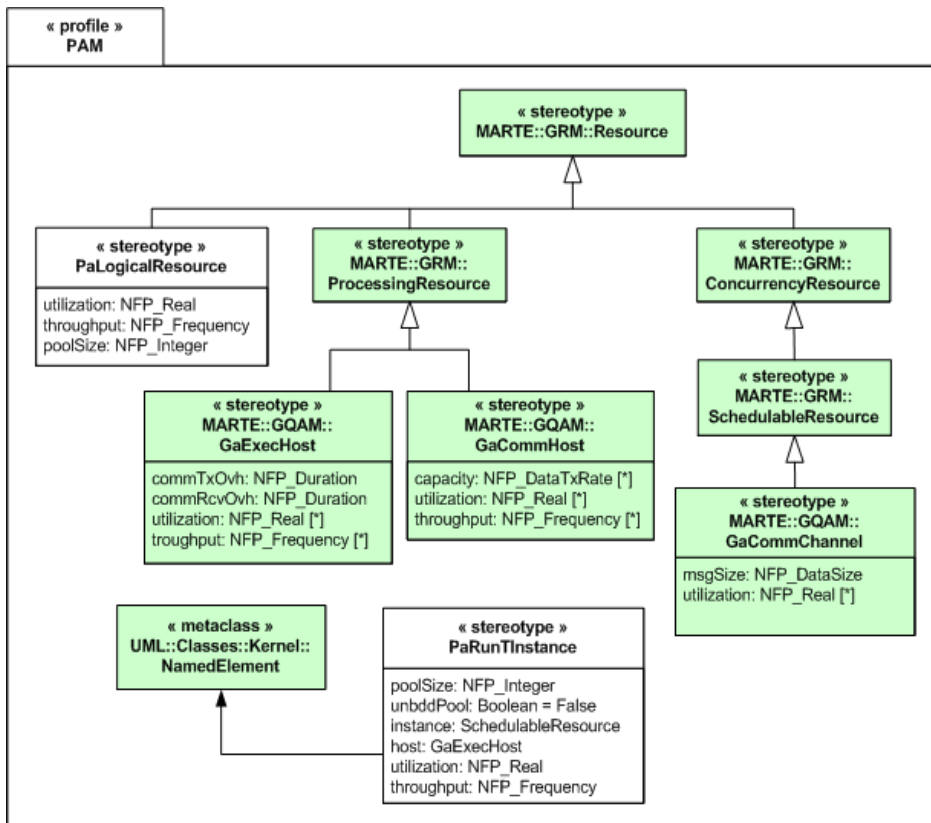 « profile »
PAM
« stereotype »
MARTE::GRM::Resource
« stereotype »
PaLogicalResource
utilization: NFP_Real
throughput: NFP_Frequency
poolSize: NFP_Integer
« stereotype »
MARTE::GRM::
ProcessingResource
« stereotype »
MARTE::GRM::
ConcurrencyResource
« stereotype »
MARTE::GRM::
SchedulableResource
« stereotype »
MARTE::GQAM::
GaExecHost
commTxOvh: NFP_Duration
commRcvOvh: NFP_Duration
utilization: NFP_Real [*]
troughput: NFP_Frequency [*]
« stereotype »
MARTE::GQAM::
GaCommHost
capacity: NFP_DataTxRate [*]
utilization: NFP_Real [*]
throughput: NFP_Frequency [*]
« stereotype »
MARTE::GQAM::
GaCommChannel
msgSize: NFP_DataSize
utilization: NFP_Real [*]
« metaclass »
UML::Classes::Kernel::
NamedElement
« stereotype »
PaRunTInstance
poolSize: NFP_Integer
unbddPool: Boolean = False
instance: SchedulableResource
host: GaExecHost
utilization: NFP_Real
throughput: NFP_Frequency